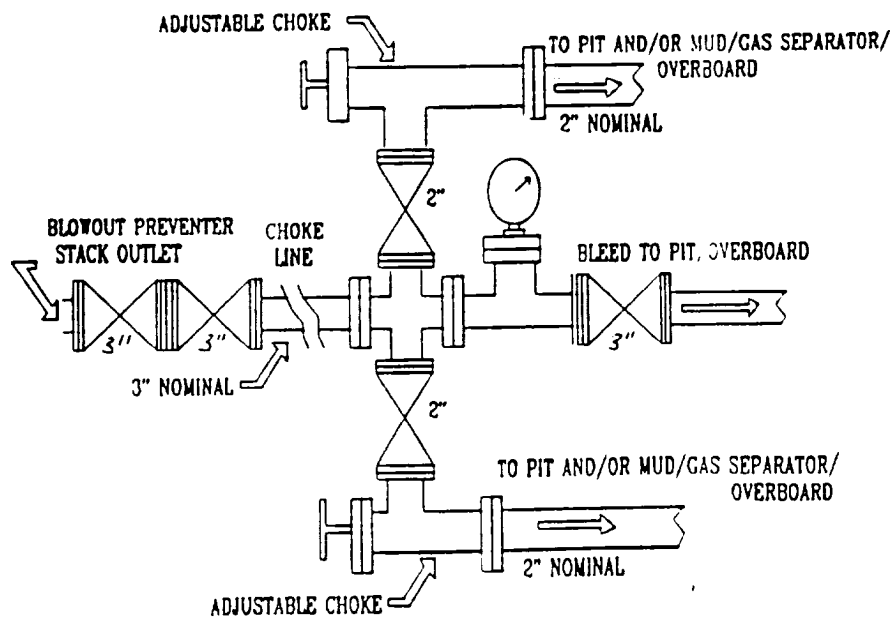 ADJUSTABLE CHOKE
TO PIT AND/OR MUD/GAS SEPARATOR/
OVERBOARD
2" NOMINAL
2"
BLOWOUT PREVENTER
STACK OUTLET
CHOKE
LINE
BLEED TO PIT, OVERBOARD
3"
3"
3"
3" NOMINAL
2"
TO PIT AND/OR MUD/GAS SEPARATOR/
OVERBOARD
2" NOMINAL
ADJUSTABLE CHOKE